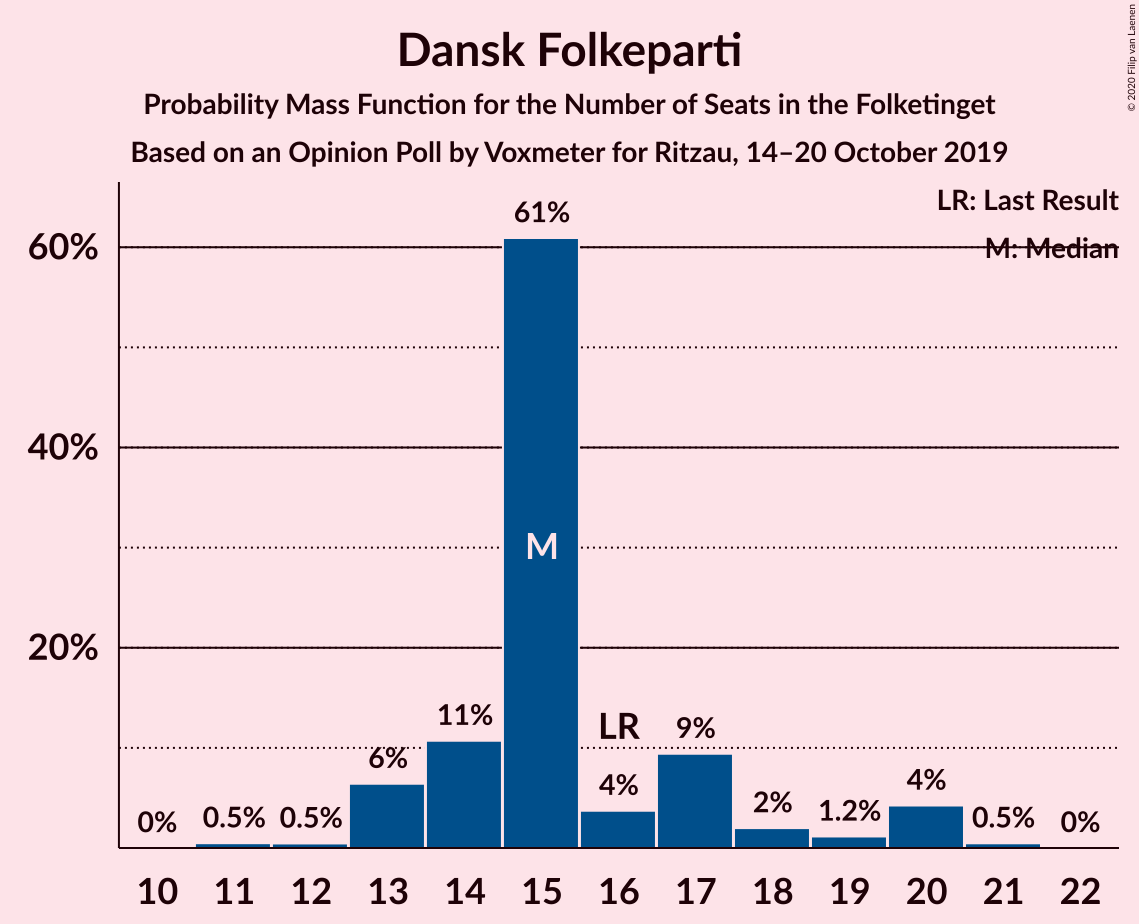 Dansk Folkeparti
Probability Mass Function for the Number of Seats in the Folketinget
Based on an Opinion Poll by Voxmeter for Ritzau, 14–20 October 2019
© 2020 Filip van Laenen
LR: Last Result
M: Median
60%
40%
20%
0%
0.5%
0.5%
6%
11%
61%
M
LR
4%
9%
2%
1.2%
4%
0.5%
0%
10 11 12 13 14 15 16 17 18 19 20 21 22